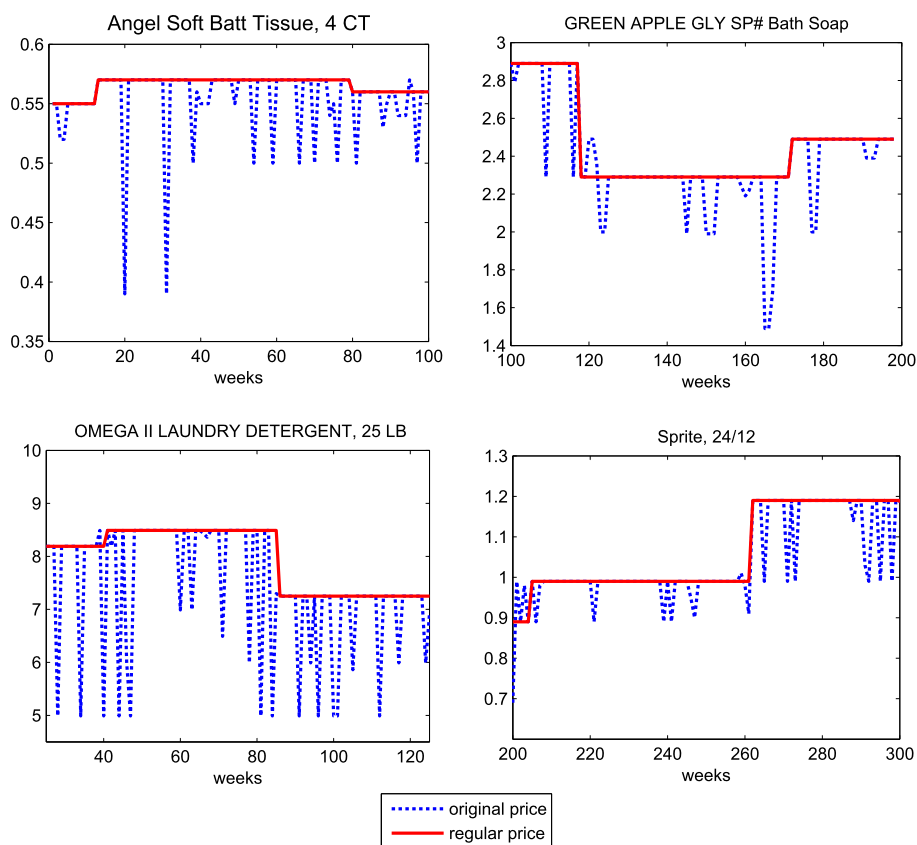 Angel Soft Batt Tissue, 4 CT
0.6
0.55
0.5
0.45
0.4
0.35
0 20 40 60 80 100
weeks
GREEN APPLE GLY SP# Bath Soap
3
2.8
2.6
2.4
2.2
2
1.8
1.6
1.4
100 120 140 160 180 200
weeks
OMEGA II LAUNDRY DETERGENT, 25 LB
10
9
8
7
6
5
40 60 80 100 120
weeks
Sprite, 24/12
1.3
1.2
1.1
1
0.9
0.8
0.7
200 220 240 260 280 300
weeks
original price
regular price